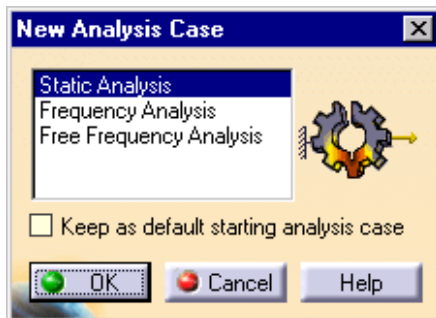 New Analysis Case
Static Analysis
Frequency Analysis
Free Frequency Analysis
Keep as default starting analysis case
OK Cancel Help